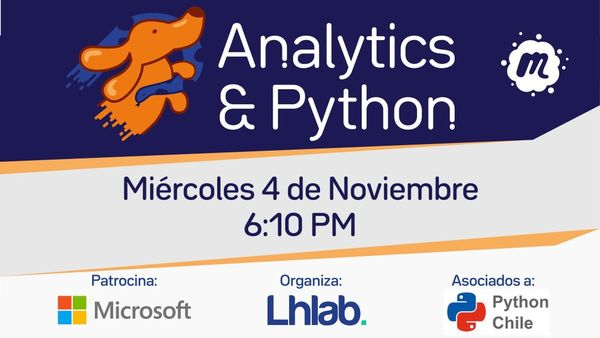 Analytics
& Python
m
Miércoles 4 de Noviembre
6:10 PM
Patrocina:
Microsoft
Organiza:
Lhlab.
Asociados a:
Python
Chile